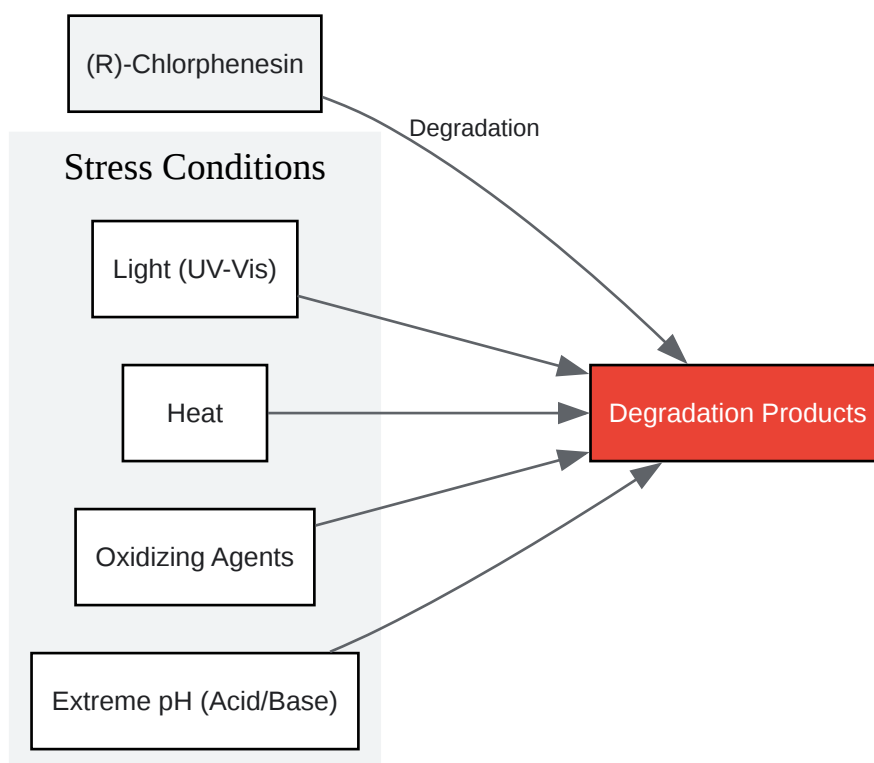 (R)-Chlorphenesin
Degradation
Stress Conditions
Light (UV-Vis)
Heat
Degradation Products
Oxidizing Agents
Extreme pH (Acid/Base)